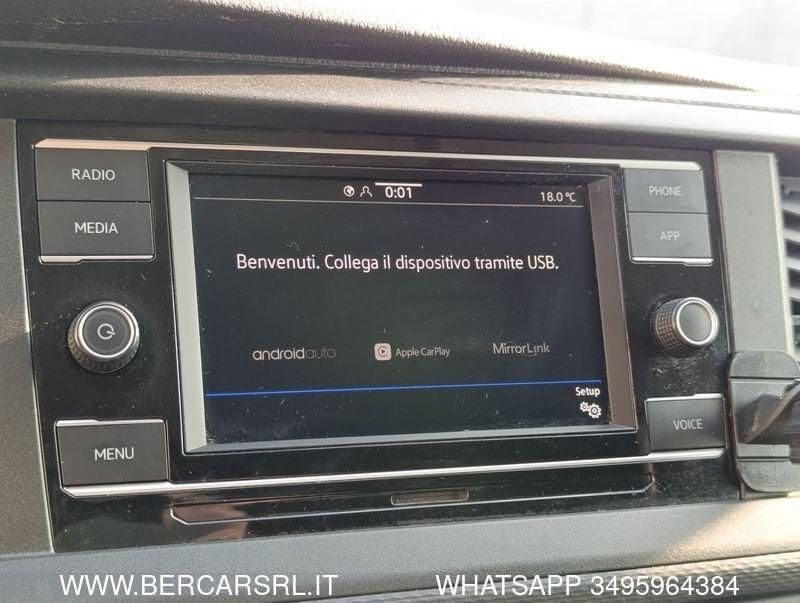 RADIO
MEDIA
MENU
0:01
18.0°C
Benvenuti. Collega il dispositivo tramite USB.
androidauto
Apple CarPlay
MirrorLink
Setup
PHONE
APP
VOICE
WWW.BERCARSRL.IT
WHATSAPP 3495964384